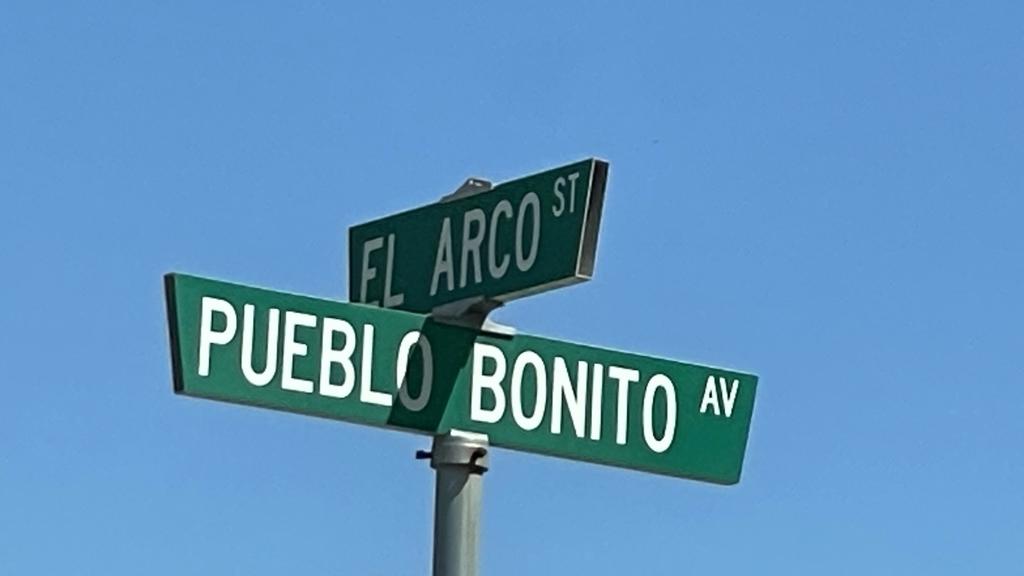 EL ARCO ST
PUEBLO BONITO AV